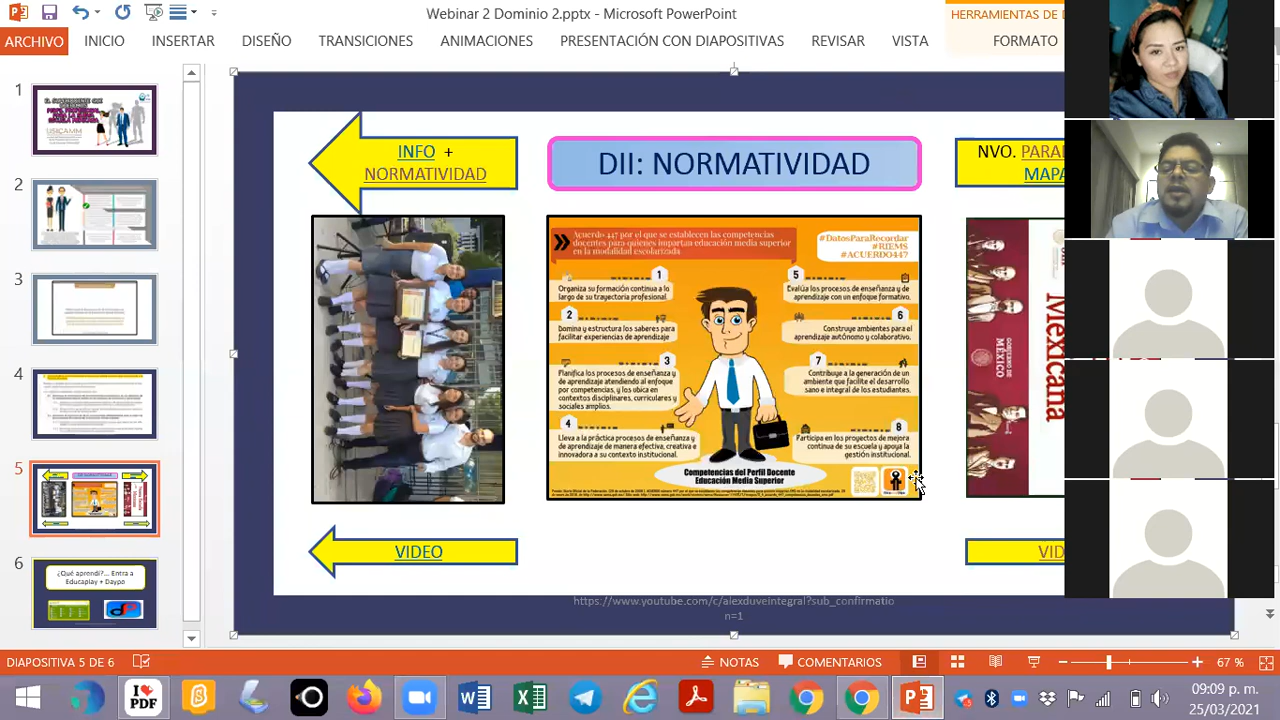 Webinar 2 Dominio 2.pptx - Microsoft PowerPoint
HERRAMIENTAS DE
ARCHIVO INICIO INSERTAR DISEÑO TRANSICIONES ANIMACIONES PRESENTACIÓN CON DIAPOSITIVAS REVISAR VISTA FORMATO
1
2
3
4
5
6
¿Qué aprendí?... Entra a
Educaplay + Daypo
INFO +
NORMATIVIDAD
DII: NORMATIVIDAD
NVO.
MAPA
Acuerdo 447 por el que se establecen las competencias
docentes para quienes impartan educación media superior
en la modalidad escolarizada
#DatosParaRecordar
#RIEMS
#ACUERDO447
1
Organiza su formación continua a lo
largo de su trayectoria profesional.
2
Domina y estructura los saberes para
facilitar experiencias de aprendizaje
3
Planifica los procesos de enseñanza y
de aprendizaje atendiendo al enfoque
por competencias, y los ubica en
contextos disciplinares, curriculares y
sociales amplios.
4
Lleva a la práctica procesos de enseñanza y
de aprendizaje de manera efectiva, creativa e
innovadora a su contexto institucional.
5
Evalúa los procesos de enseñanza y de
aprendizaje con un enfoque formativo.
6
Construye ambientes para el
aprendizaje autónomo y colaborativo.
7
Contribuye a la generación de un
ambiente que facilite el desarrollo
sano e integral de los estudiantes.
8
Participa en los proyectos de mejora
continua de su escuela y apoya la
gestión institucional.
Competencias del Perfil Docente
Educación Media Superior
GOBIERNO DE
MÉXICO
Mexicana
VIDEO
VID
https://www.youtube.com/c/alexduveintegral?sub_confirmatio
n=1
DIAPOSITIVA 5 DE 6
NOTAS
COMENTARIOS
67 %
I
PDF
09:09 p. m.
25/03/2021